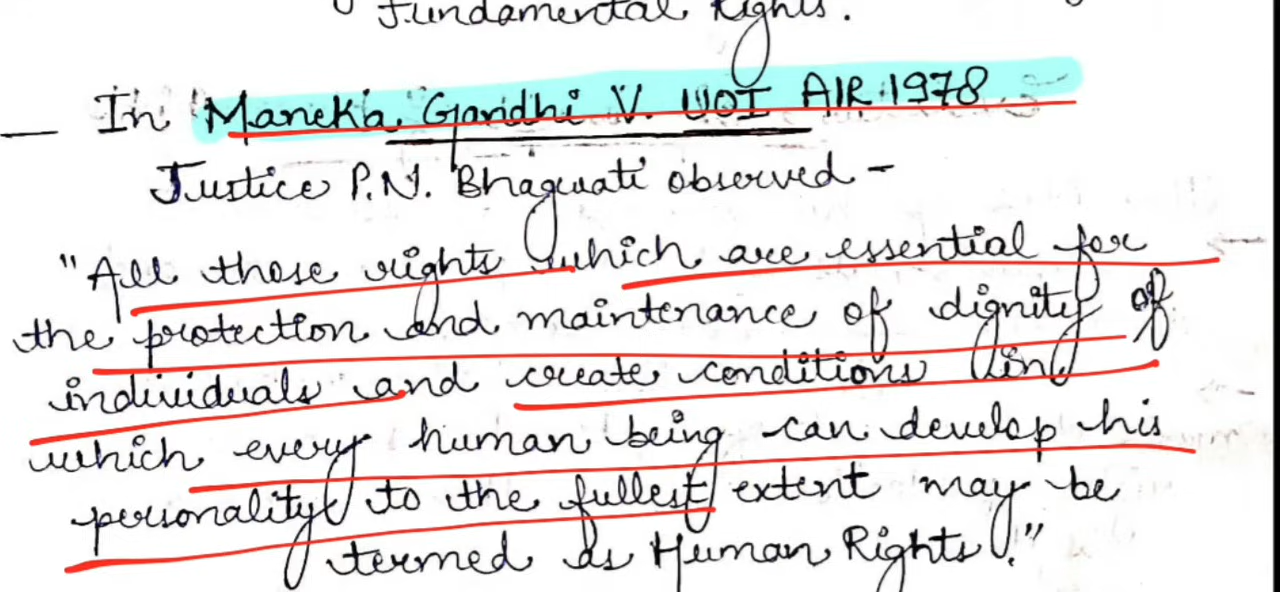 Fundamental Rights.
— In Maneka Gandhi V. UOI AIR 1978
Justice P.N. Bhagwati observed -
"All those rights which are essential for
the protection and maintenance of dignity of
individuals and create conditions in
which every human being can develop his
personality to the fullest extent may be
termed as Human Rights."